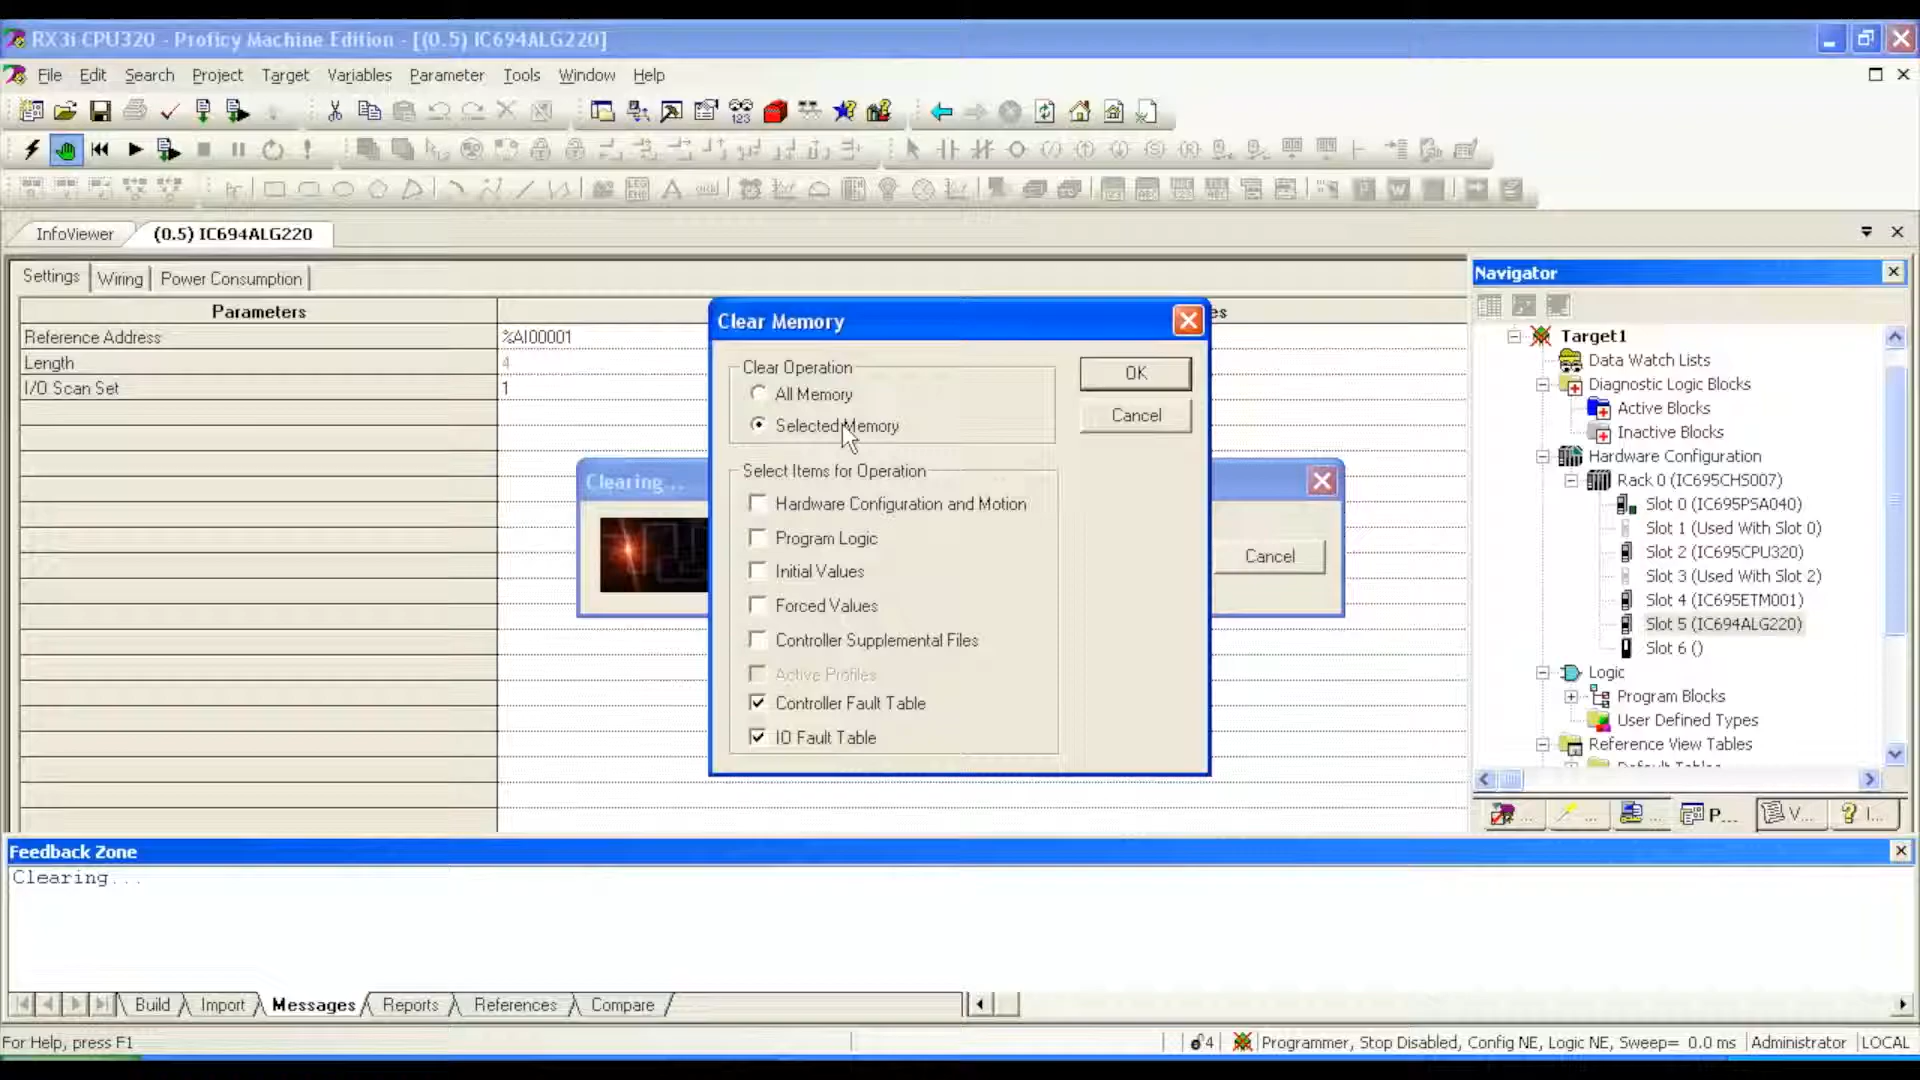 RX3i CPU320 - Proficy Machine Edition - [(0.5) IC694ALG220]
File Edit Search Project Target Variables Parameter Tools Window Help
InfoViewer (0.5) IC694ALG220
Settings Wiring Power Consumption
Parameters
Reference Address %AI00001
Length 4
I/O Scan Set 1
Clearing...
Cancel
Clear Memory
Clear Operation
All Memory
Selected Memory
OK
Cancel
Select Items for Operation
Hardware Configuration and Motion
Program Logic
Initial Values
Forced Values
Controller Supplemental Files
Active Profiles
Controller Fault Table
IO Fault Table
Navigator
Target1
Data Watch Lists
Diagnostic Logic Blocks
Active Blocks
Inactive Blocks
Hardware Configuration
Rack 0 (IC695CHS007)
Slot 0 (IC695PSA040)
Slot 1 (Used With Slot 0)
Slot 2 (IC695CPU320)
Slot 3 (Used With Slot 2)
Slot 4 (IC695ETM001)
Slot 5 (IC694ALG220)
Slot 6 ()
Logic
Program Blocks
User Defined Types
Reference View Tables
P... V... I...
Feedback Zone
Clearing...
Build Import Messages Reports References Compare
For Help, press F1
4 Programmer, Stop Disabled, Config NE, Logic NE, Sweep= 0.0 ms Administrator LOCAL